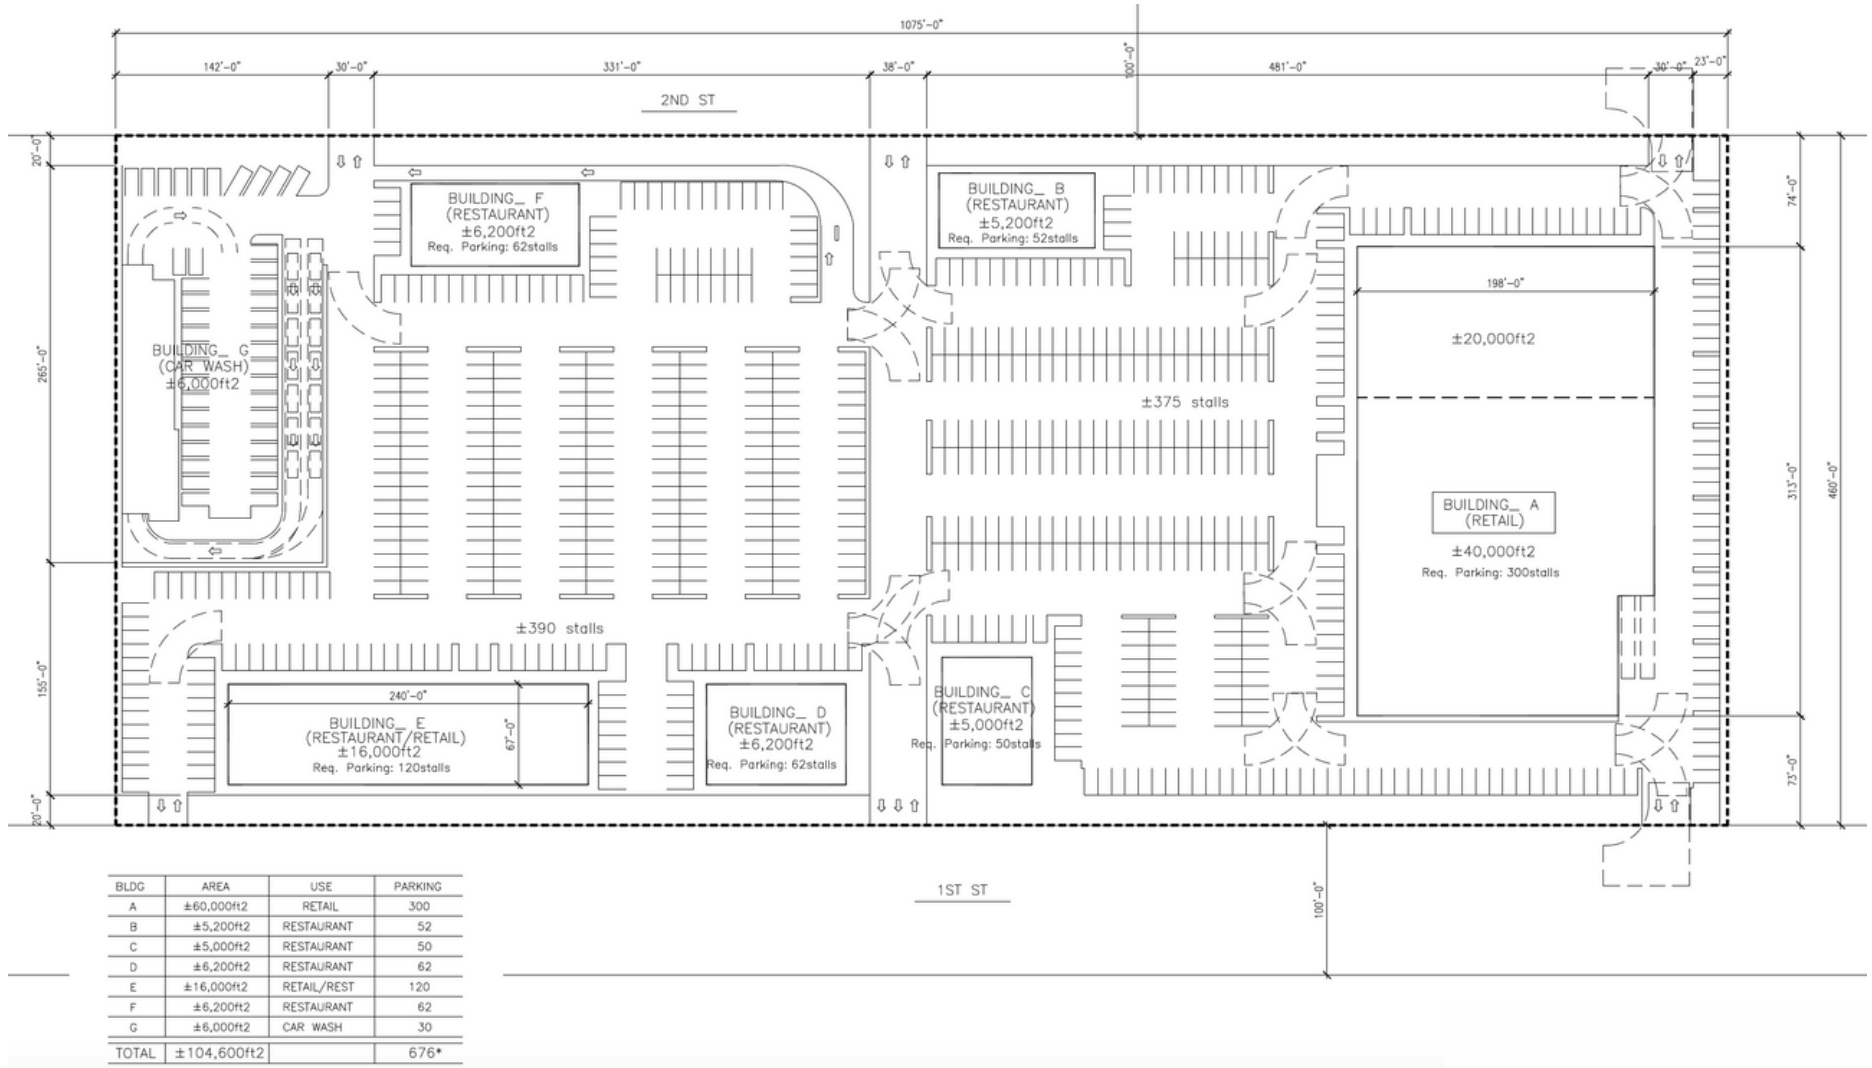 1075'-0"
142'-0"
30'-0"
331'-0"
38'-0"
100'-0"
481'-0"
30'-0"
23'-0"
2ND ST
20'-0"
265'-0"
155'-0"
20'-0"
BUILDING_ F
(RESTAURANT)
±6,200ft2
Req. Parking: 62stalls
BUILDING_ B
(RESTAURANT)
±5,200ft2
Req. Parking: 52stalls
74'-0"
198'-0"
±20,000ft2
BUILDING_ G
(CAR WASH)
±6,000ft2
±375 stalls
313'-0"
460'-0"
BUILDING_ A
(RETAIL)
±40,000ft2
Req. Parking: 300stalls
±390 stalls
240'-0"
67'-0"
BUILDING_ E
(RESTAURANT/RETAIL)
±16,000ft2
Req. Parking: 120stalls
BUILDING_ D
(RESTAURANT)
±6,200ft2
Req. Parking: 62stalls
BUILDING_ C
(RESTAURANT)
±5,000ft2
Req. Parking: 50stalls
73'-0"
1ST ST
100'-0"
BLDG AREA USE PARKING
A ±60,000ft2 RETAIL 300
B ±5,200ft2 RESTAURANT 52
C ±5,000ft2 RESTAURANT 50
D ±6,200ft2 RESTAURANT 62
E ±16,000ft2 RETAIL/REST 120
F ±6,200ft2 RESTAURANT 62
G ±6,000ft2 CAR WASH 30
TOTAL ±104,600ft2 676*